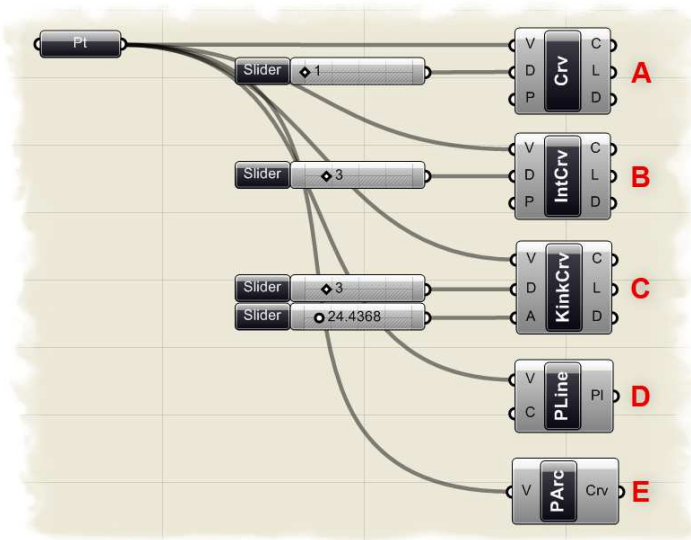 Pt
V
D
P
Crv
C
L
D
A
Slider 1
V
D
P
IntCrv
C
L
D
B
Slider 3
V
D
A
KinkCrv
C
L
D
C
Slider 3
Slider 24.4368
V
C
PLine
Pl
D
V
PArc
Crv
E